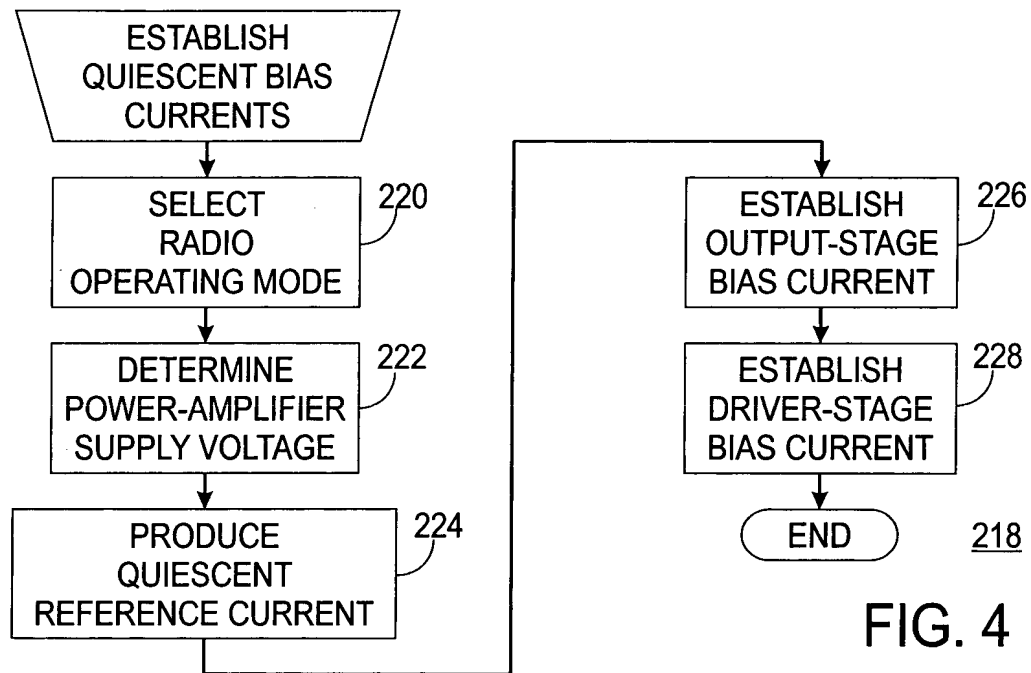 ESTABLISH
QUIESCENT BIAS
CURRENTS
SELECT
RADIO
OPERATING MODE
220
DETERMINE
POWER-AMPLIFIER
SUPPLY VOLTAGE
222
PRODUCE
QUIESCENT
REFERENCE CURRENT
224
ESTABLISH
OUTPUT-STAGE
BIAS CURRENT
226
ESTABLISH
DRIVER-STAGE
BIAS CURRENT
228
END
218
FIG. 4